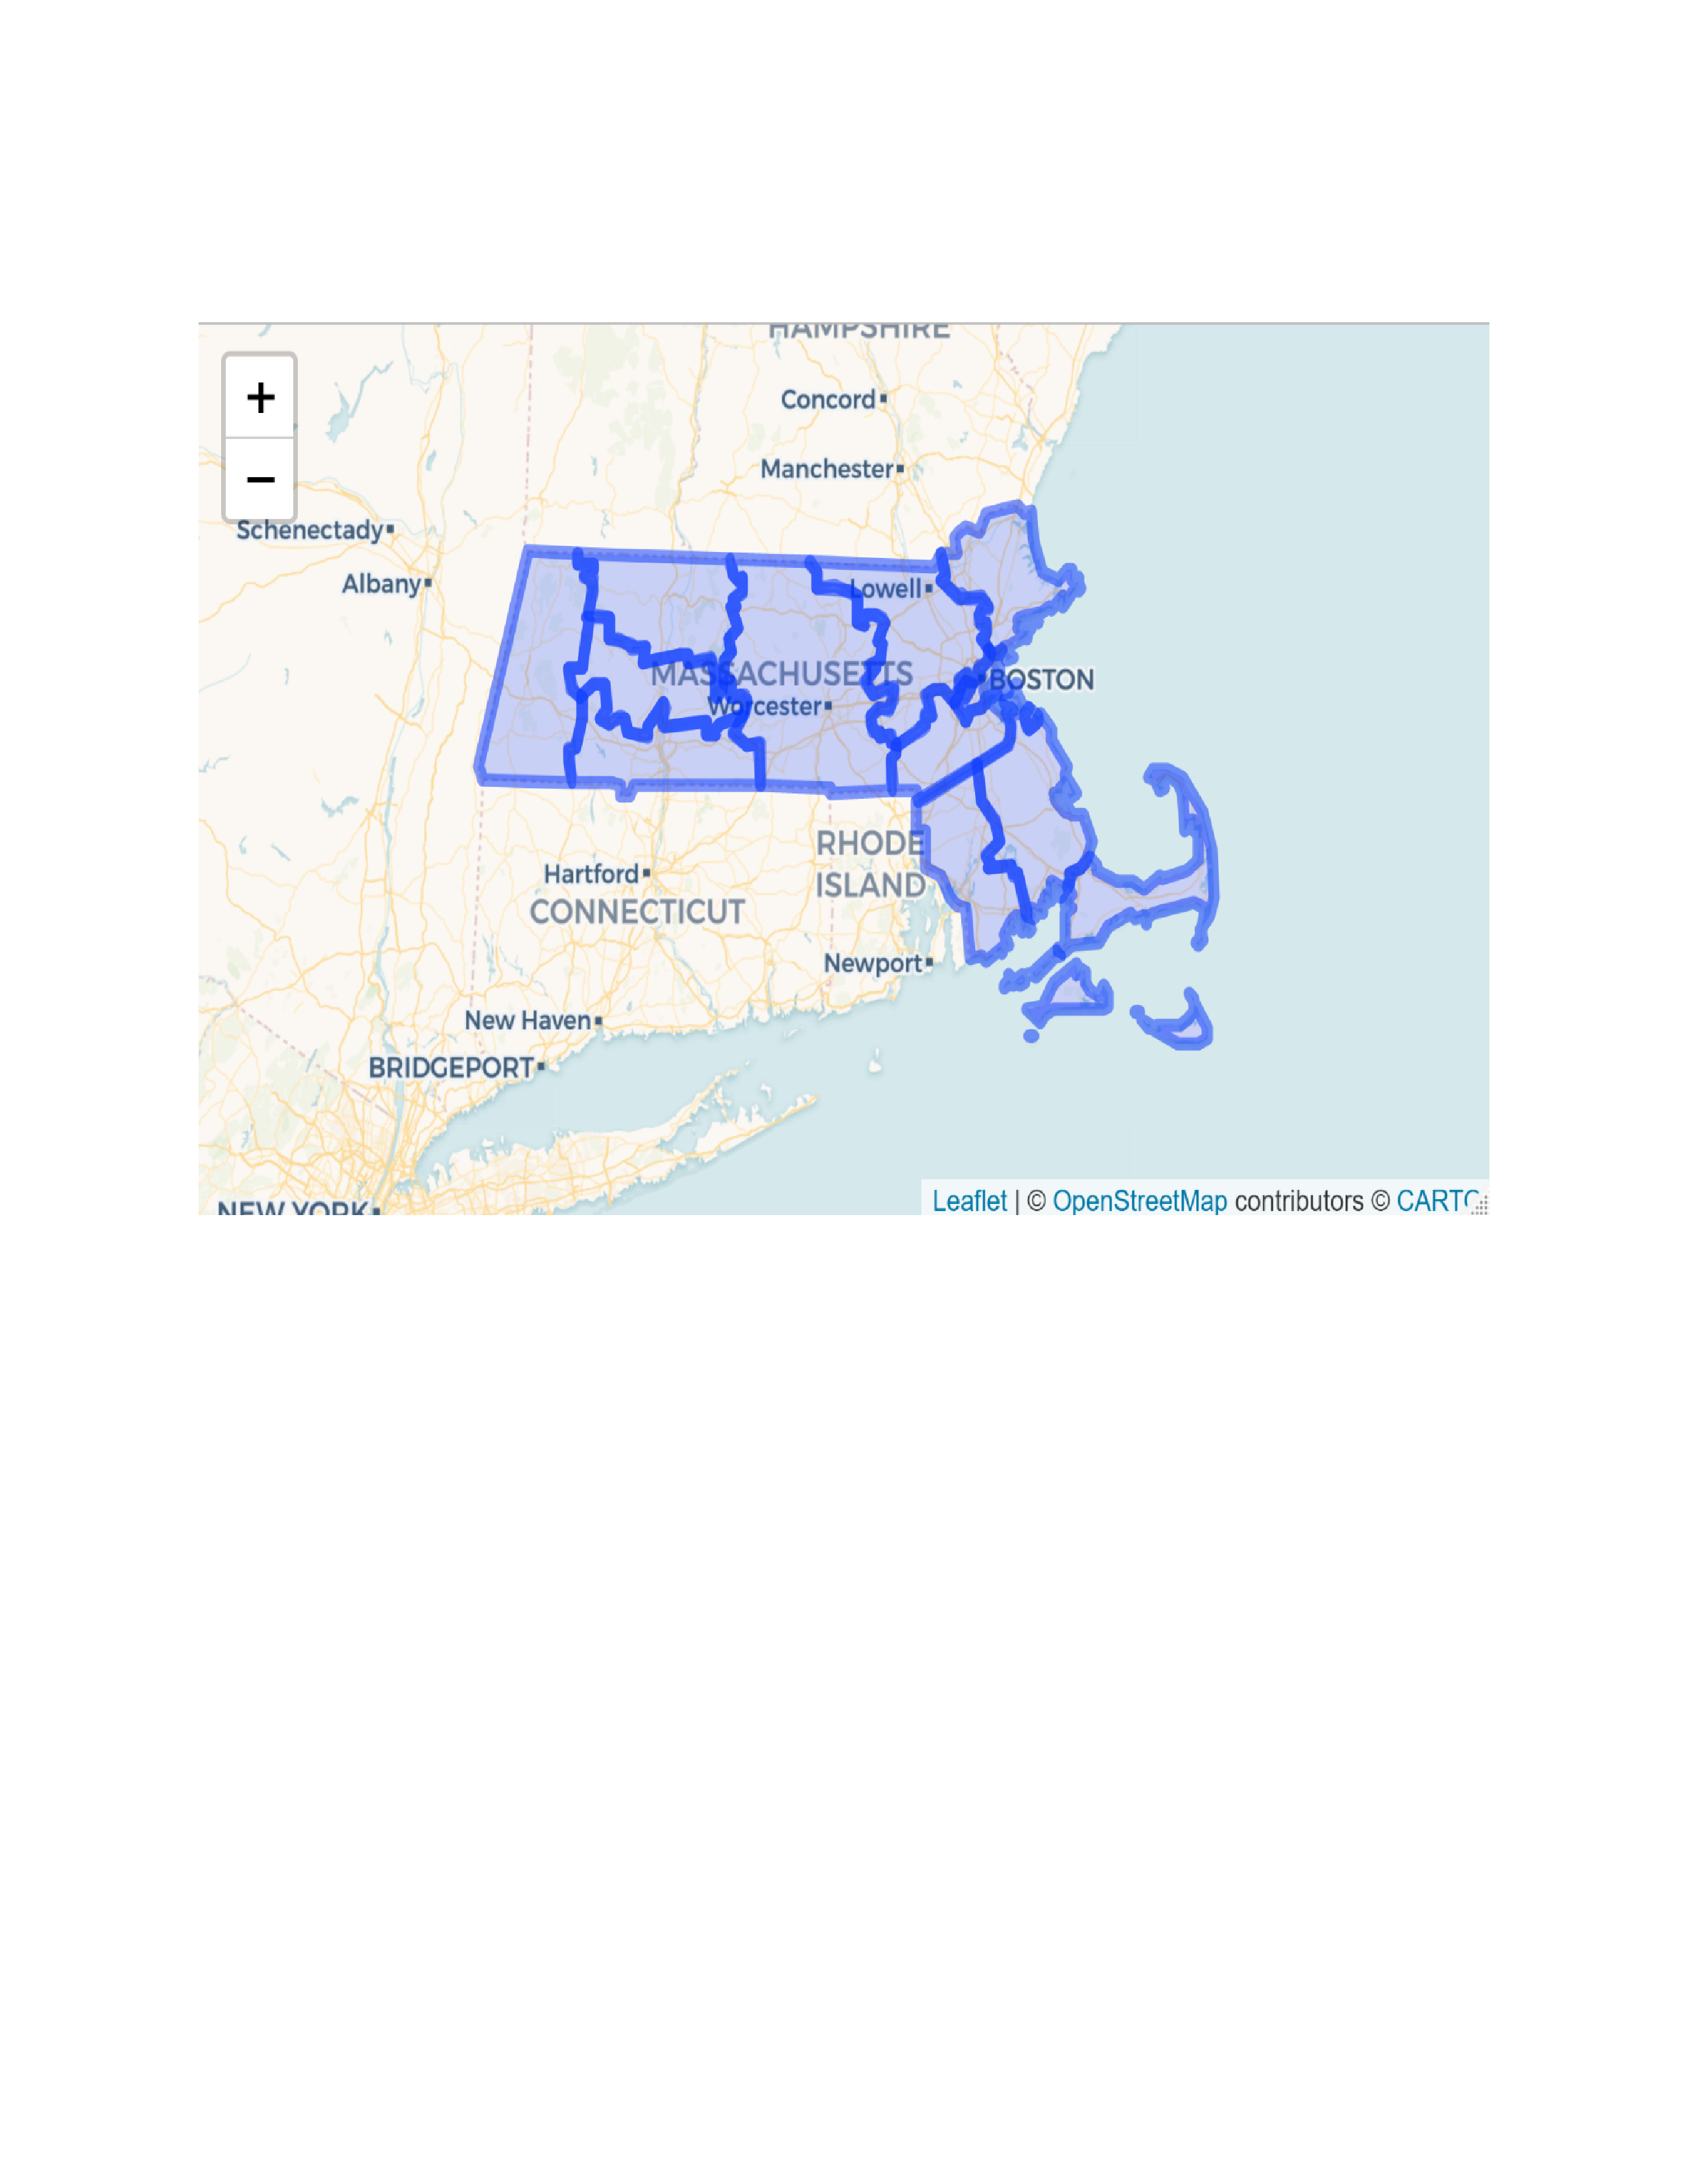 HAMPSHIRE
+
Concord
Manchester
−
Schenectady
Albany
Lowell
MASSACHUSETTS
BOSTON
Worcester
RHODE
ISLAND
Hartford
CONNECTICUT
Newport
New Haven
BRIDGEPORT
NEW YORK
Leaflet | © OpenStreetMap contributors © CARTO